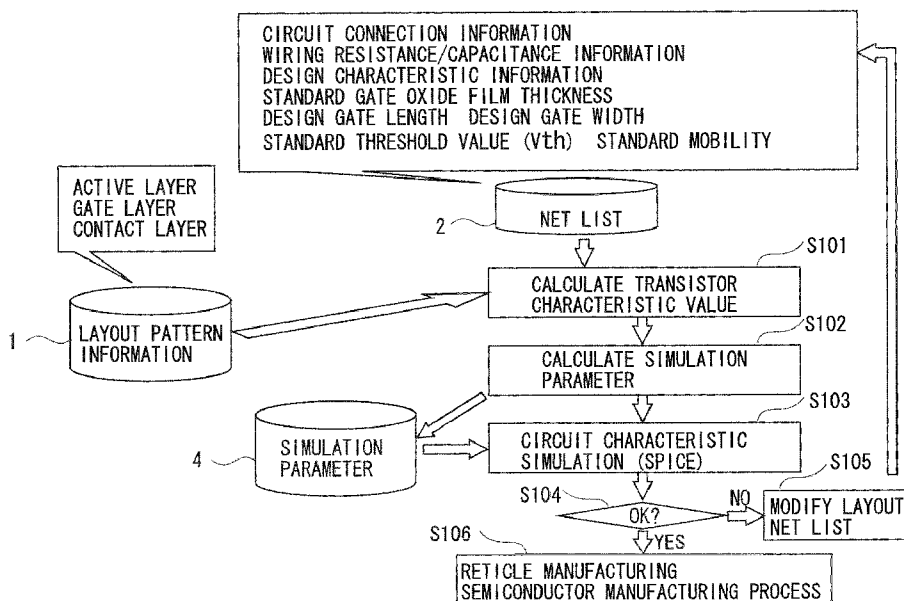 CIRCUIT CONNECTION INFORMATION
WIRING RESISTANCE/CAPACITANCE INFORMATION
DESIGN CHARACTERISTIC INFORMATION
STANDARD GATE OXIDE FILM THICKNESS
DESIGN GATE LENGTH DESIGN GATE WIDTH
STANDARD THRESHOLD VALUE (Vth) STANDARD MOBILITY
ACTIVE LAYER
GATE LAYER
CONTACT LAYER
2
NET LIST
S101
CALCULATE TRANSISTOR
CHARACTERISTIC VALUE
1
LAYOUT PATTERN
INFORMATION
S102
CALCULATE SIMULATION
PARAMETER
S103
4
SIMULATION
PARAMETER
CIRCUIT CHARACTERISTIC
SIMULATION (SPICE)
S104
OK?
NO
S105
MODIFY LAYOUT
NET LIST
YES
S106
RETICLE MANUFACTURING
SEMICONDUCTOR MANUFACTURING PROCESS